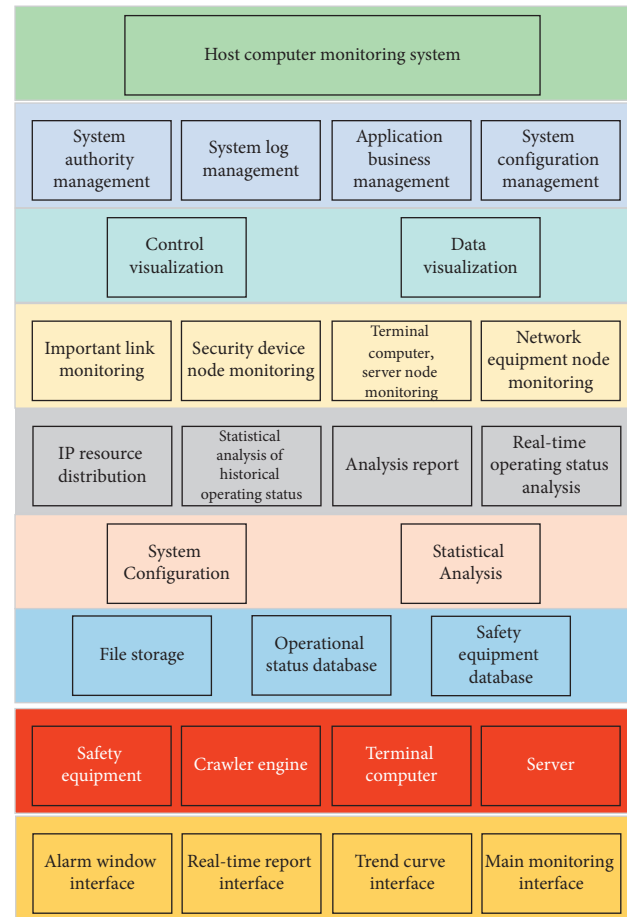 Host computer monitoring system
System
authority
management
System log
management
Application
business
management
System
configuration
management
Control
visualization
Data
visualization
Important link
monitoring
Security device
node monitoring
Terminal
computer,
server node
monitoring
Network
equipment node
monitoring
IP resource
distribution
Statistical
analysis of
historical
operating status
Analysis report
Real-time
operating status
analysis
System
Configuration
Statistical
Analysis
File storage
Operational
status database
Safety
equipment
database
Safety
equipment
Crawler engine
Terminal
computer
Server
Alarm window
interface
Real-time report
interface
Trend curve
interface
Main monitoring
interface